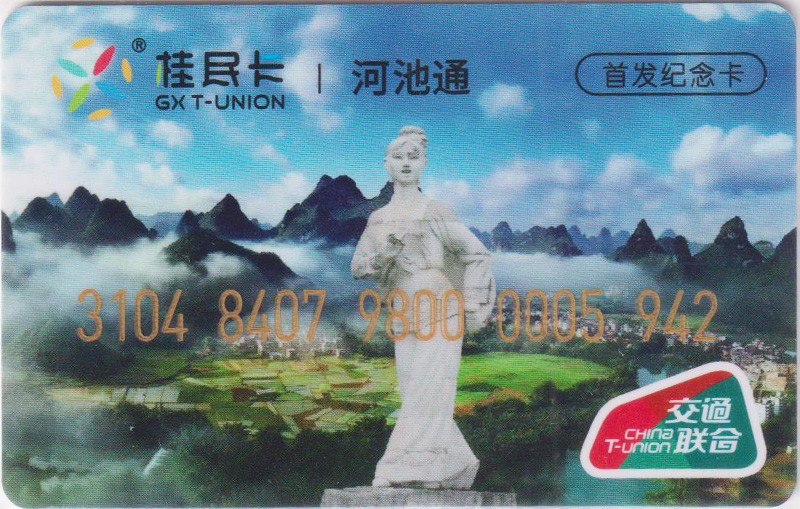 桂民卡® | 河池通
GX T-UNION
首发纪念卡
3104 8407 9800 0005 942
交通
CHINA
T-UNION 联合